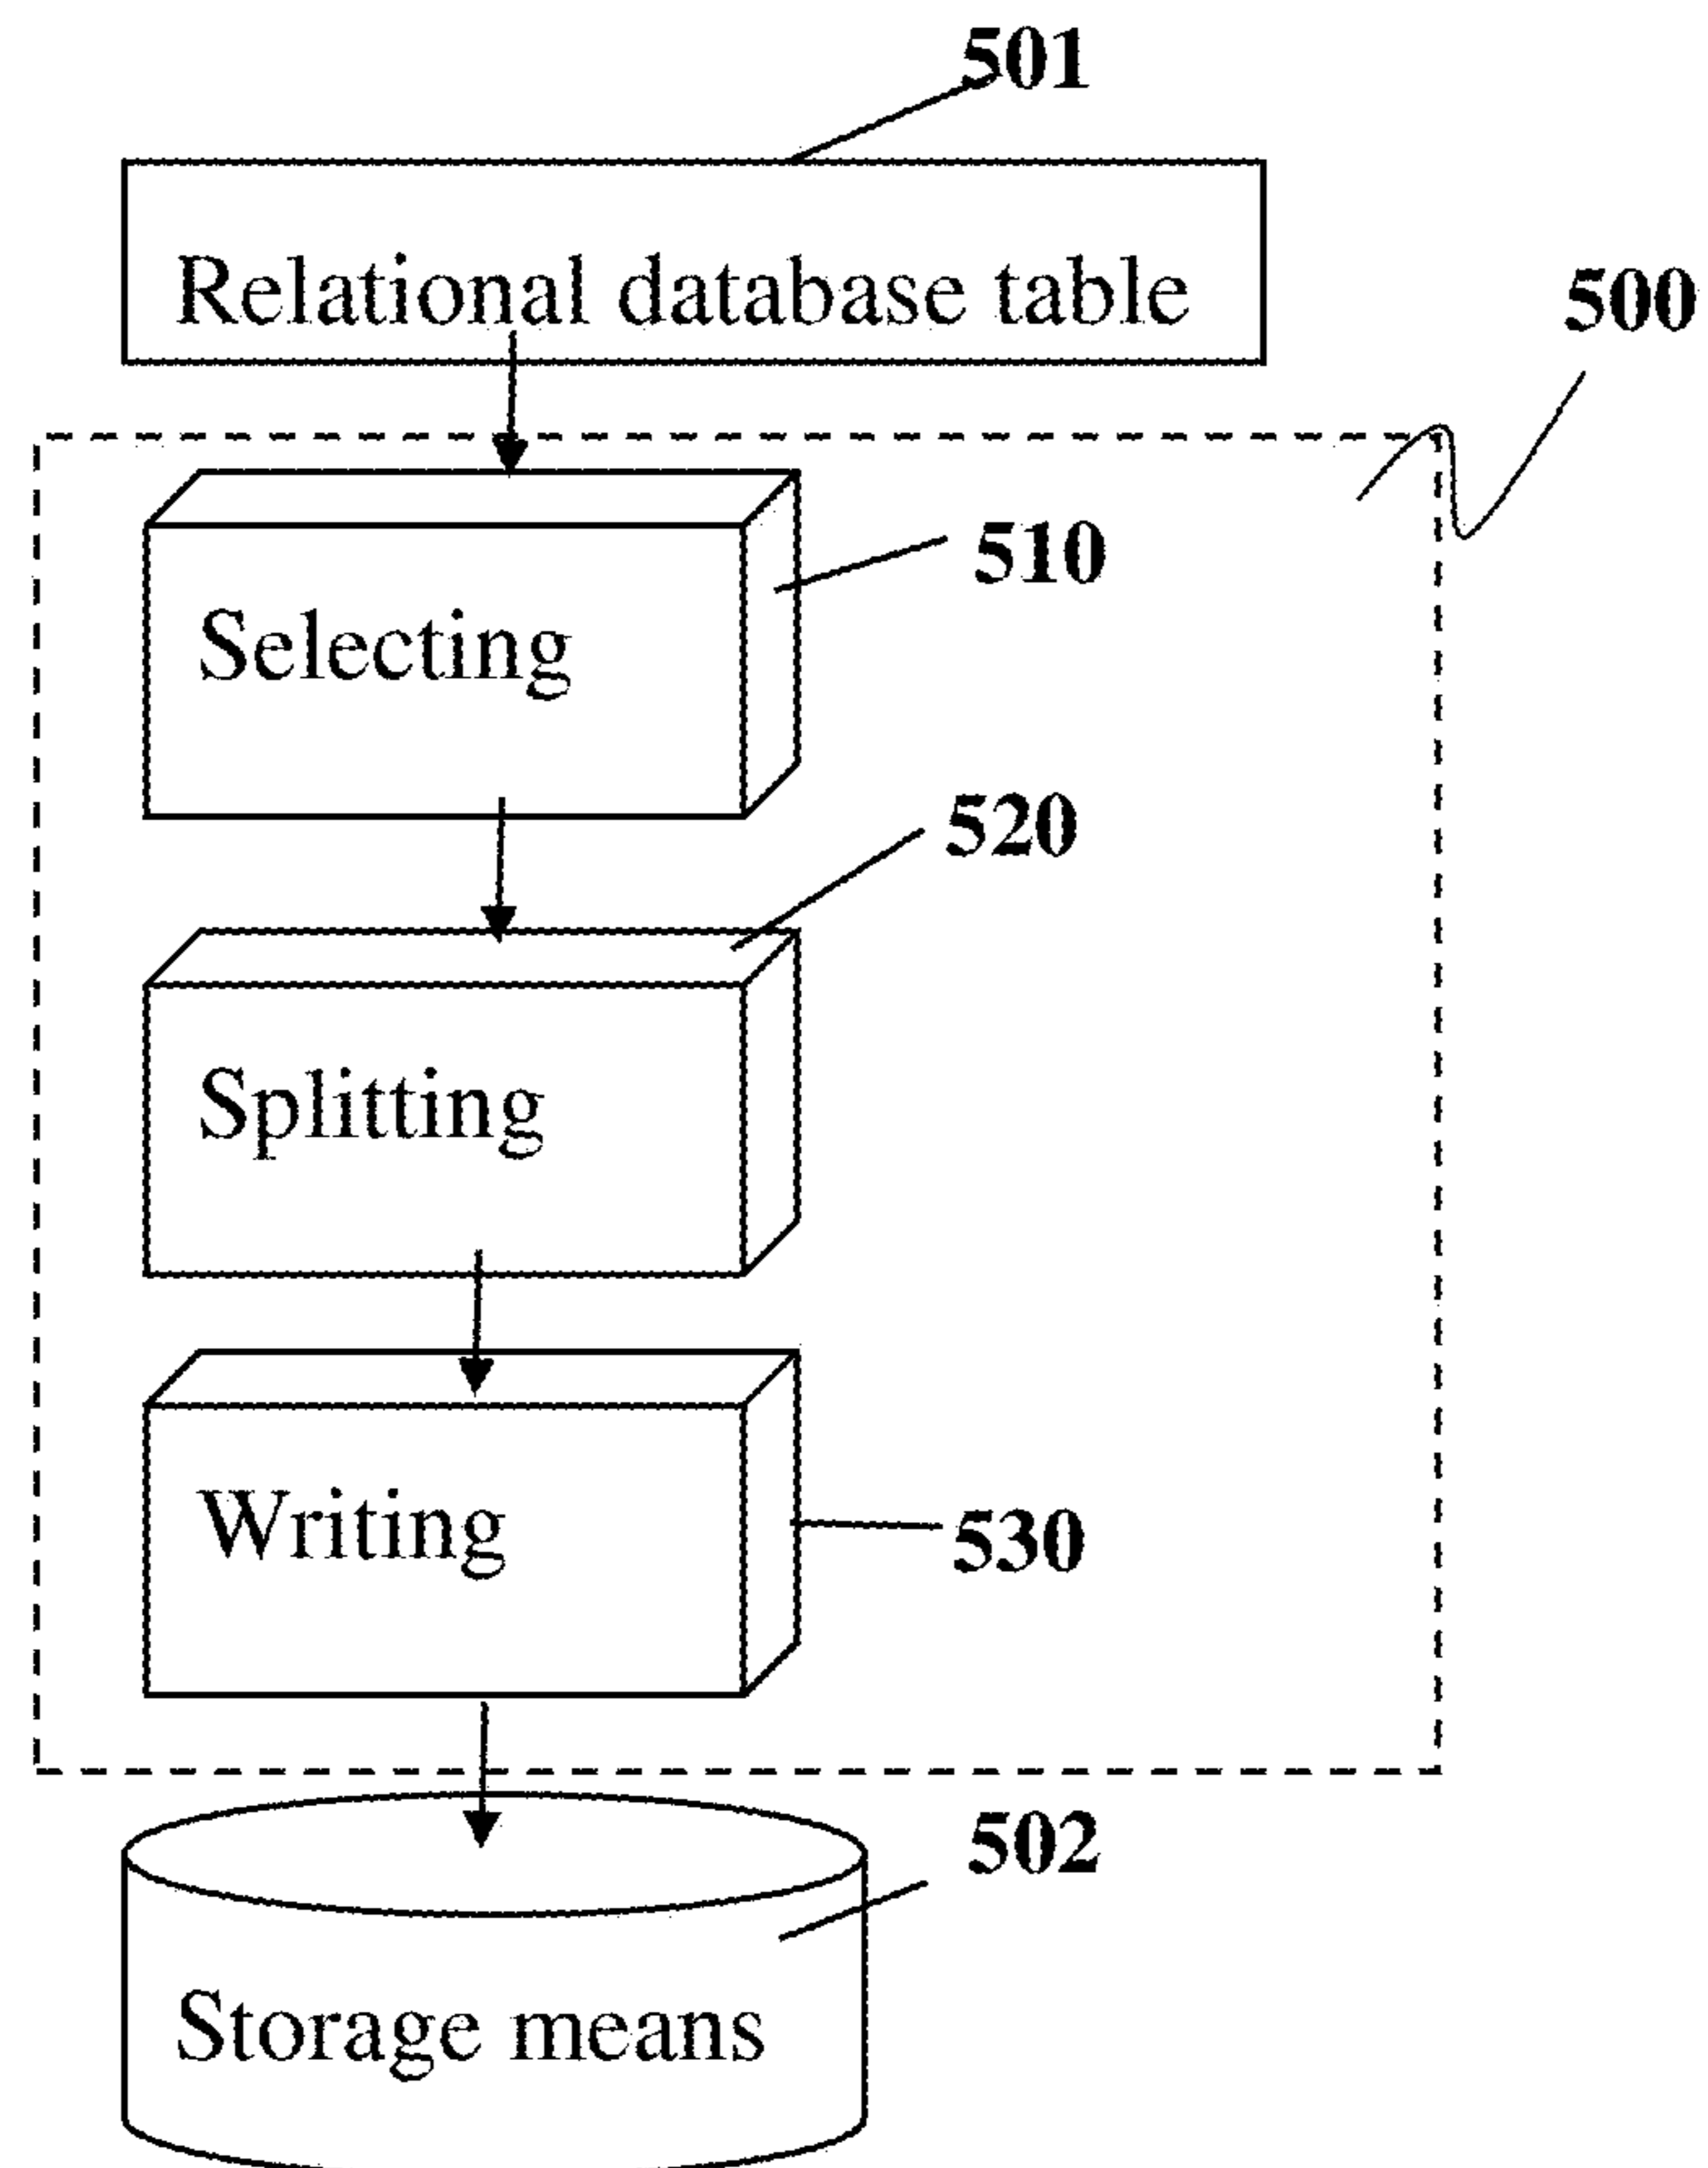 501
Relational database table
500
510
Selecting
520
Splitting
Writing
530
502
Storage means